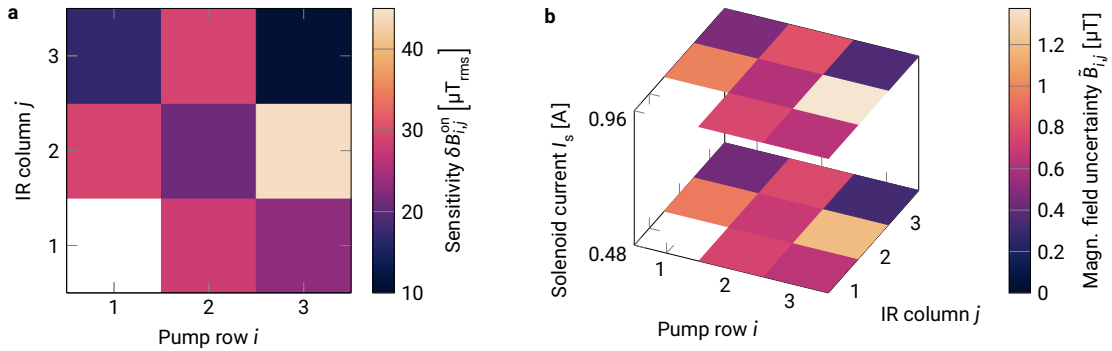 a
3
2
1
IR column j
1 2 3
Pump row i
40
30
20
10
Sensitivity δB^on_i,j [μT_rms]
b
0.96
0.48
Solenoid current I_s [A]
1 2 3
Pump row i
3
2
1
IR column j
1.2
1
0.8
0.6
0.4
0.2
0
Magn. field uncertainty B̃_i,j [μT]